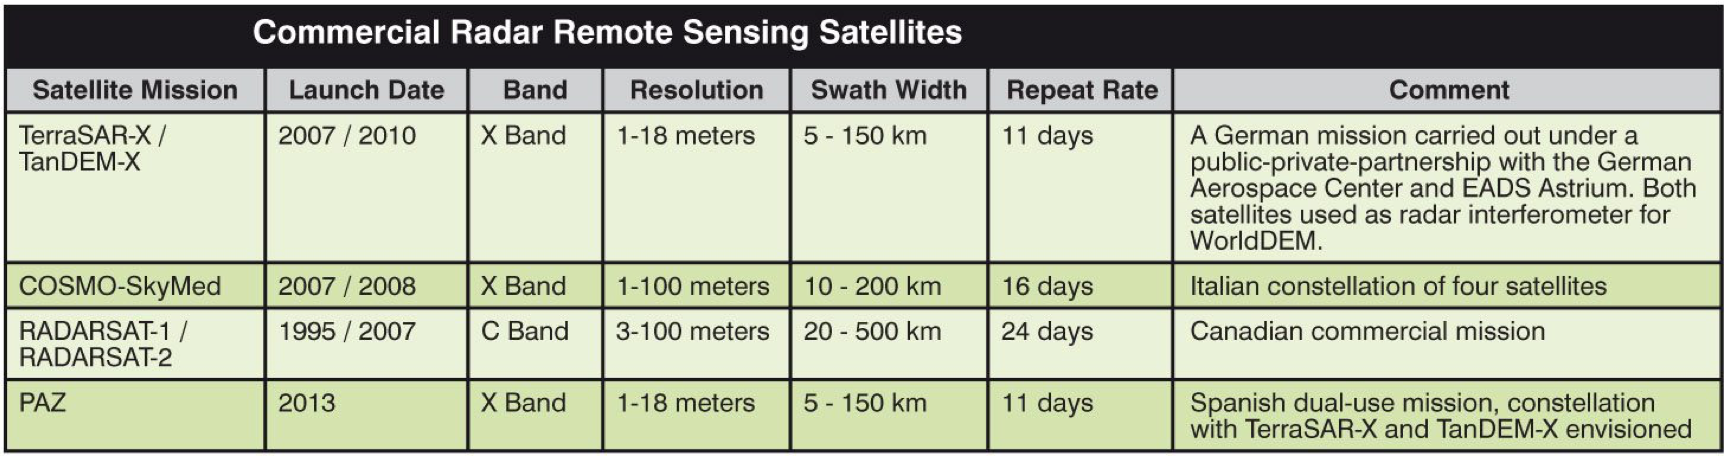 Commercial Radar Remote Sensing Satellites
Satellite Mission Launch Date Band Resolution Swath Width Repeat Rate Comment
TerraSAR-X / 2007 / 2010 X Band 1-18 meters 5 - 150 km 11 days A German mission carried out under a
TanDEM-X public-private-partnership with the German
Aerospace Center and EADS Astrium. Both
satellites used as radar interferometer for
WorldDEM.
COSMO-SkyMed 2007 / 2008 X Band 1-100 meters 10 - 200 km 16 days Italian constellation of four satellites
RADARSAT-1 / 1995 / 2007 C Band 3-100 meters 20 - 500 km 24 days Canadian commercial mission
RADARSAT-2
PAZ 2013 X Band 1-18 meters 5 - 150 km 11 days Spanish dual-use mission, constellation
with TerraSAR-X and TanDEM-X envisioned